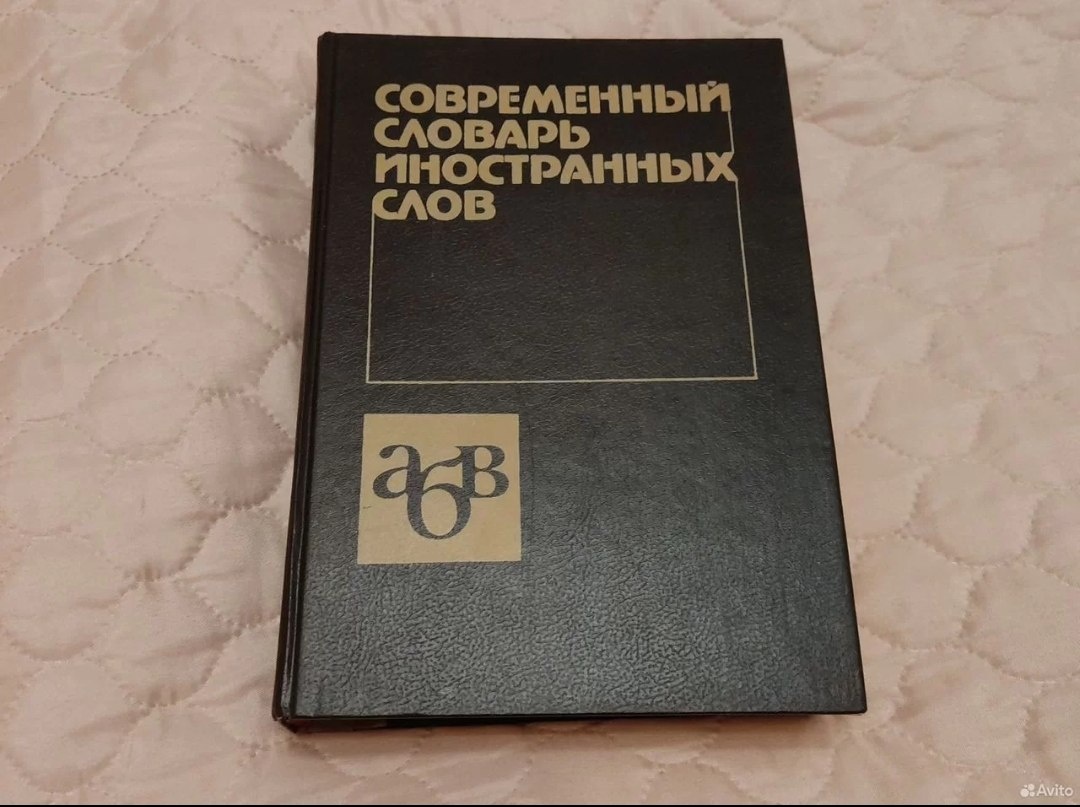 СОВРЕМЕННЫЙ
СЛОВАРЬ
ИНОСТРАННЫХ
СЛОВ
абв
Avito